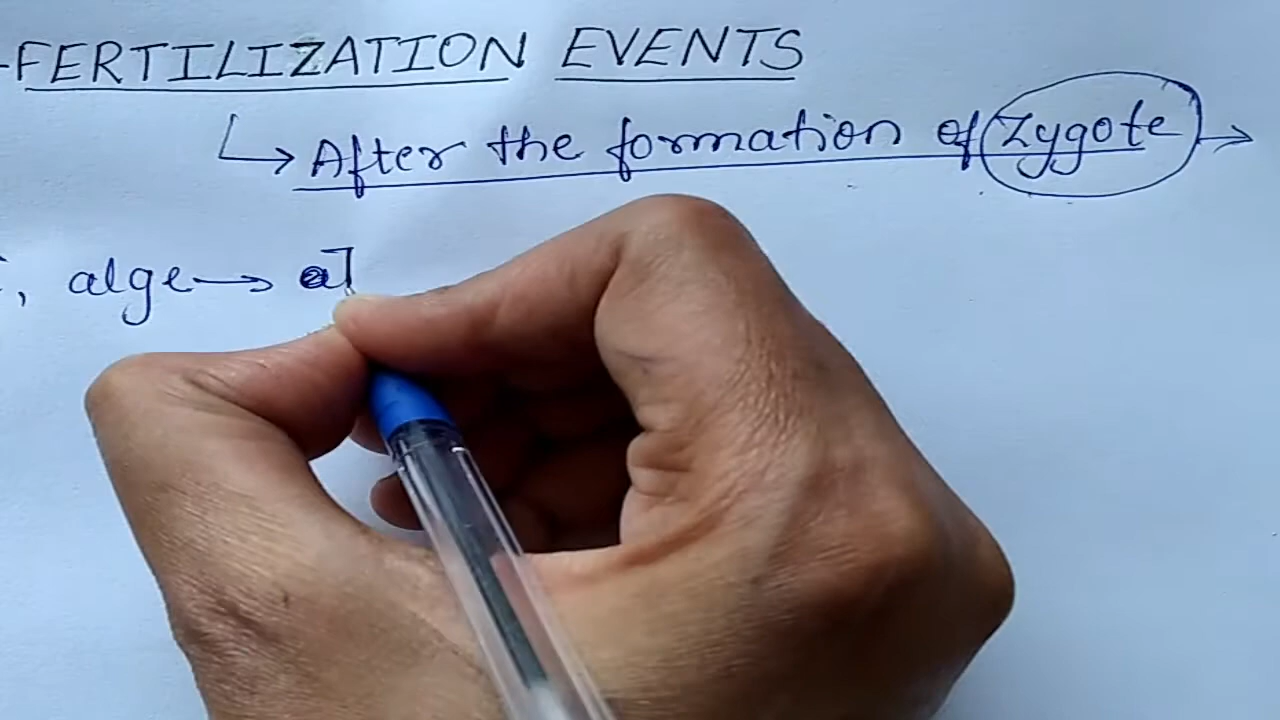 -FERTILIZATION EVENTS
↳ After the formation of Zygote →
, alge →